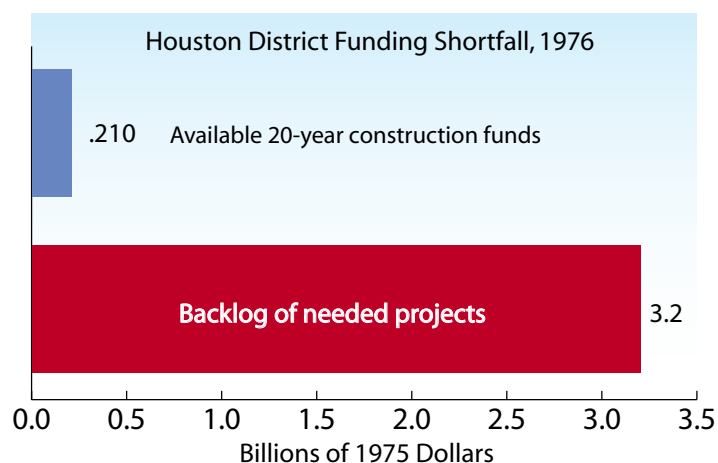 Houston District Funding Shortfall, 1976
.210 Available 20-year construction funds
Backlog of needed projects 3.2
0.0 0.5 1.0 1.5 2.0 2.5 3.0 3.5
Billions of 1975 Dollars